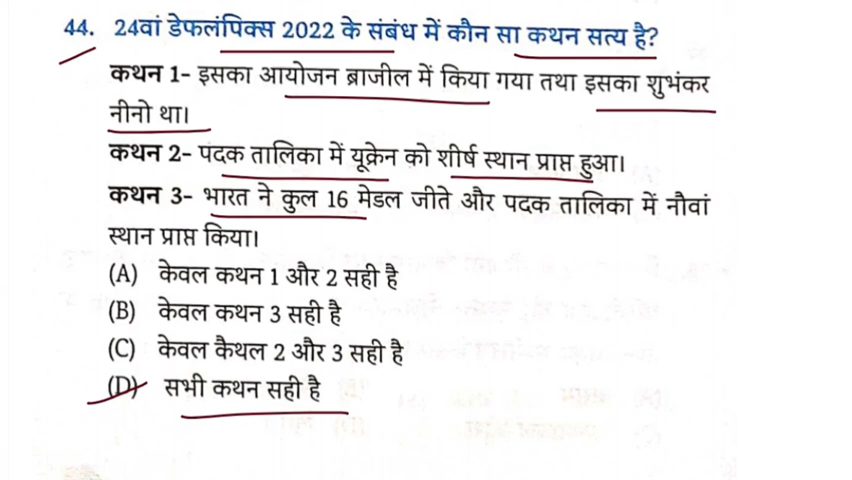 44. 24वां डेफलंपिक्स 2022 के संबंध में कौन सा कथन सत्य है?
कथन 1- इसका आयोजन ब्राजील में किया गया तथा इसका शुभंकर
नीनो था।
कथन 2- पंदक तालिका में यूक्रेन को शीर्ष स्थान प्राप्त हुआ।
कथन 3- भारत ने कुल 16 मेडल जीते और पदक तालिका में नौवां
स्थान प्राप्त किया।
(A) केवल कथन 1 और 2 सही है
(B) केवल कथन 3 सही है
(C) केवल कैथल 2 और 3 सही है
(D) सभी कथन सही है